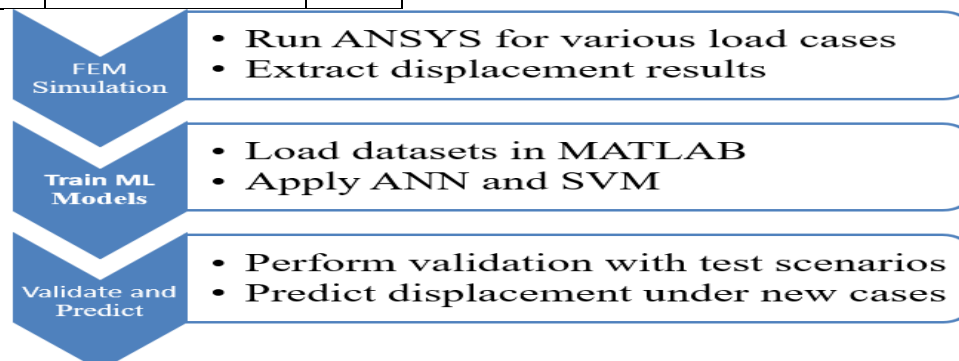 FEM
Simulation
• Run ANSYS for various load cases
• Extract displacement results
Train ML
Models
• Load datasets in MATLAB
• Apply ANN and SVM
Validate and
Predict
• Perform validation with test scenarios
• Predict displacement under new cases